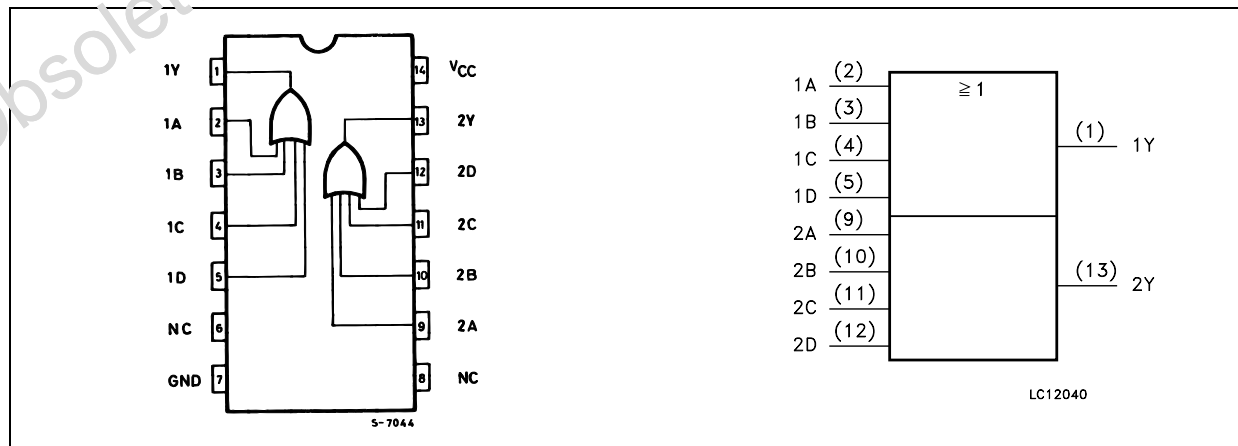 Obsolet
1Y 1 14 VCC
1A 2 13 2Y
1B 3 12 2D
1C 4 11 2C
1D 5 10 2B
NC 6 9 2A
GND 7 8 NC
S-7044
≧ 1
1A (2)
1B (3)
1C (4)
1D (5)
2A (9)
2B (10)
2C (11)
2D (12)
(1) 1Y
(13) 2Y
LC12040